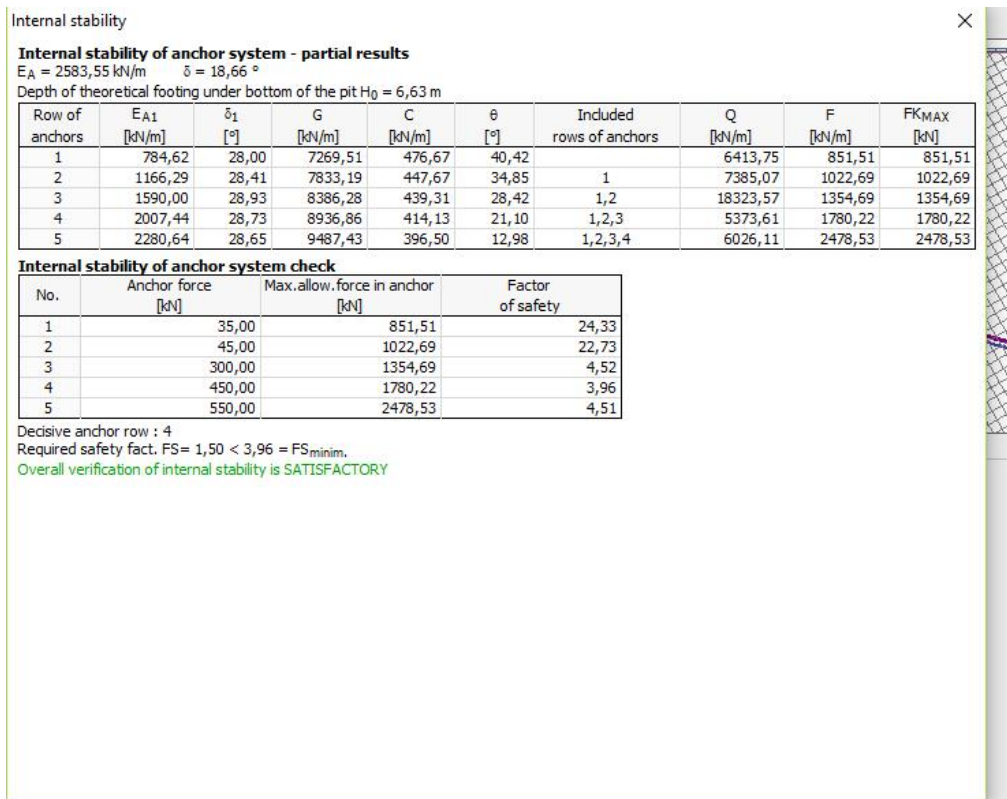 Internal stability
Internal stability of anchor system - partial results
EA = 2583,55 kN/m δ = 18,66 °
Depth of theoretical footing under bottom of the pit H0 = 6,63 m
Row of EA1 δ1 G C θ Included Q F FKMAX
anchors [kN/m] [°] [kN/m] [kN/m] [°] rows of anchors [kN/m] [kN/m] [kN]
1 784,62 28,00 7269,51 476,67 40,42 6413,75 851,51 851,51
2 1166,29 28,41 7833,19 447,67 34,85 1 7385,07 1022,69 1022,69
3 1590,00 28,93 8386,28 439,31 28,42 1,2 18323,57 1354,69 1354,69
4 2007,44 28,73 8936,86 414,13 21,10 1,2,3 5373,61 1780,22 1780,22
5 2280,64 28,65 9487,43 396,50 12,98 1,2,3,4 6026,11 2478,53 2478,53
Internal stability of anchor system check
No. Anchor force Max.allow.force in anchor Factor
[kN] [kN] of safety
1 35,00 851,51 24,33
2 45,00 1022,69 22,73
3 300,00 1354,69 4,52
4 450,00 1780,22 3,96
5 550,00 2478,53 4,51
Decisive anchor row : 4
Required safety fact. FS= 1,50 < 3,96 = FSminim.
Overall verification of internal stability is SATISFACTORY